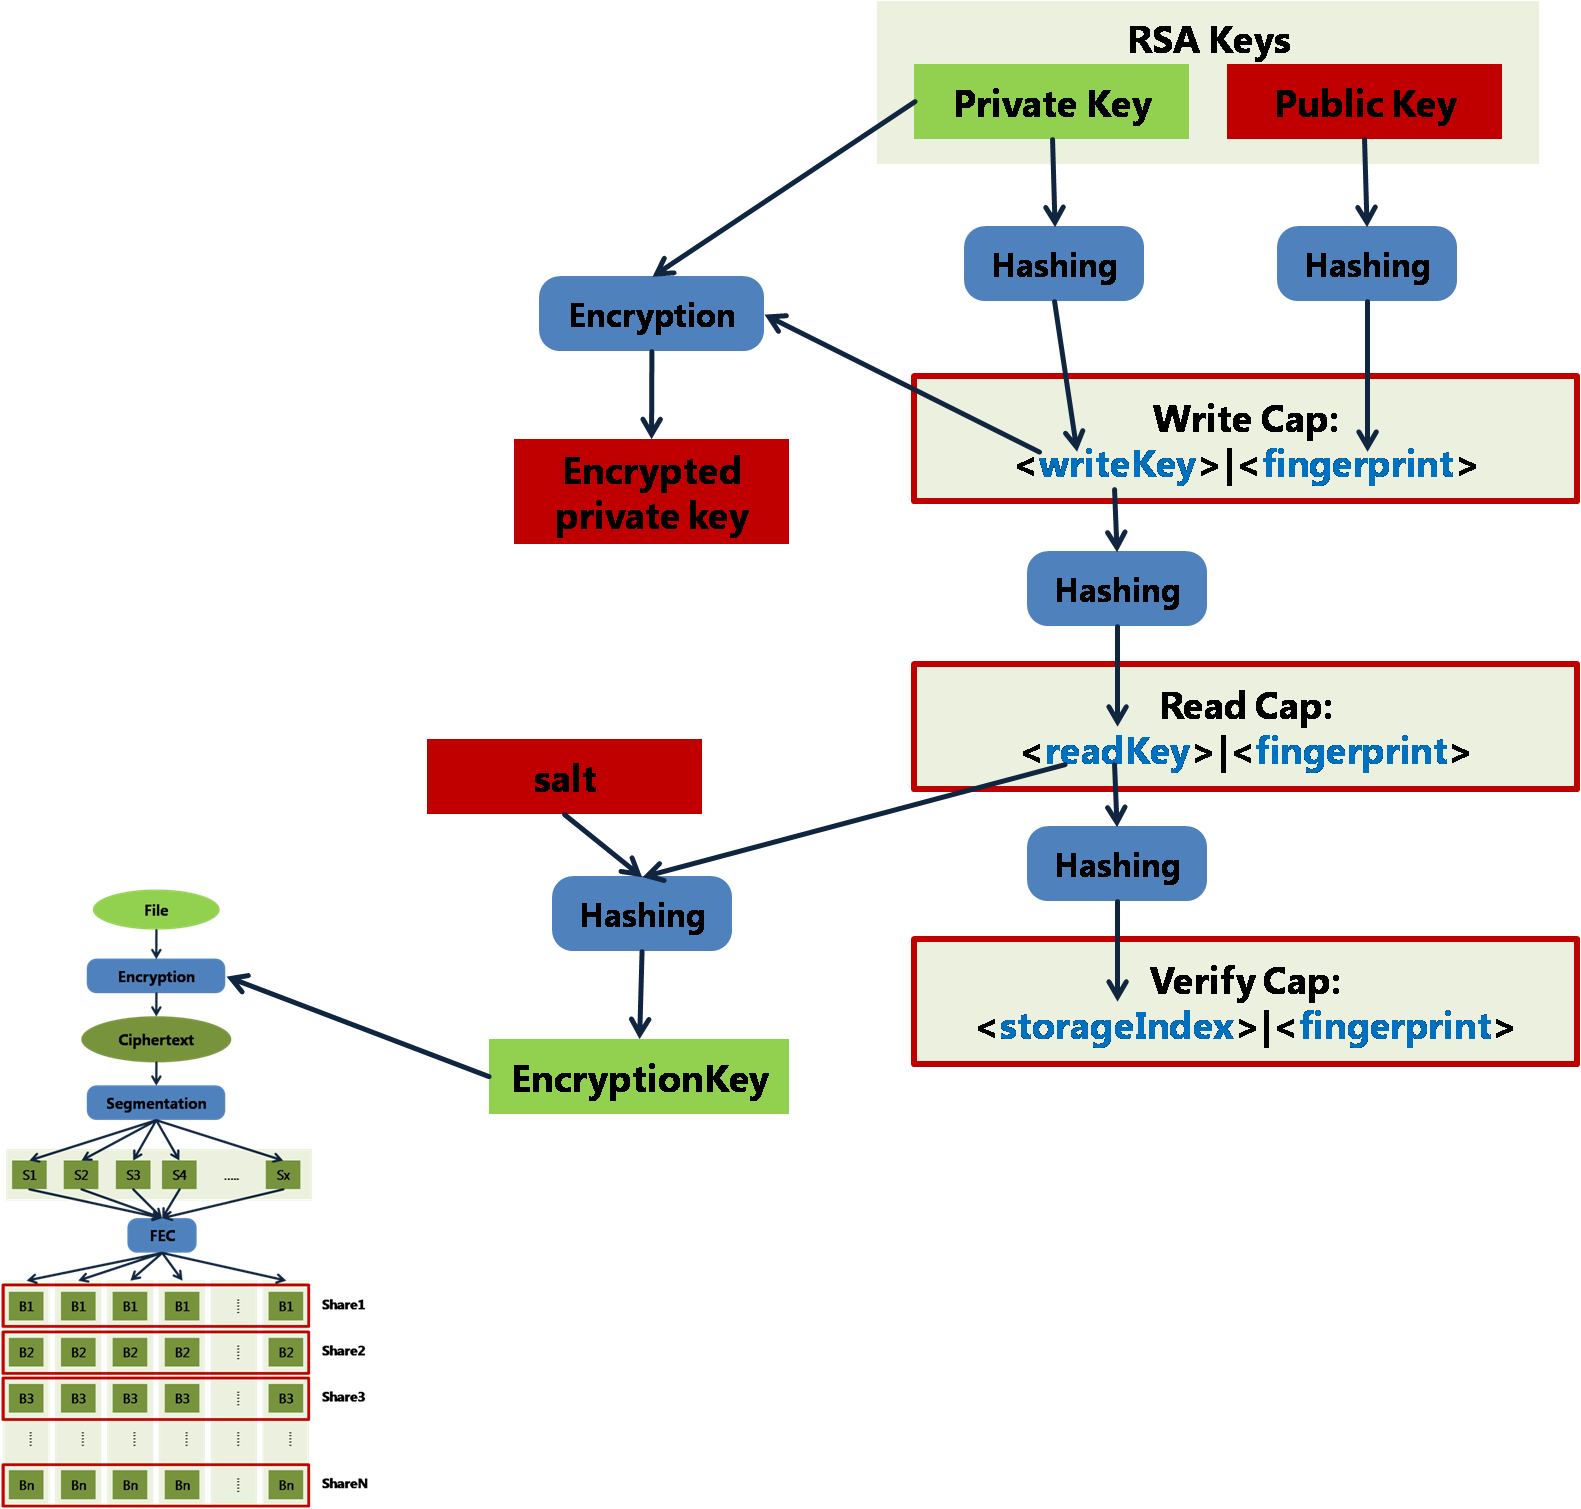 RSA Keys
Private Key
Public Key
Hashing
Hashing
Encryption
Write Cap:
<writeKey>|<fingerprint>
Encrypted
private key
Hashing
Read Cap:
<readKey>|<fingerprint>
salt
Hashing
Hashing
Verify Cap:
<storageIndex>|<fingerprint>
EncryptionKey
File
Encryption
Ciphertext
Segmentation
S1 S2 S3 S4 ..... Sx
FEC
B1 B1 B1 B1 ..... B1 Share1
B2 B2 B2 B2 ..... B2 Share2
B3 B3 B3 B3 ..... B3 Share3
..... ..... ..... ..... ..... .....
Bn Bn Bn Bn ..... Bn ShareN